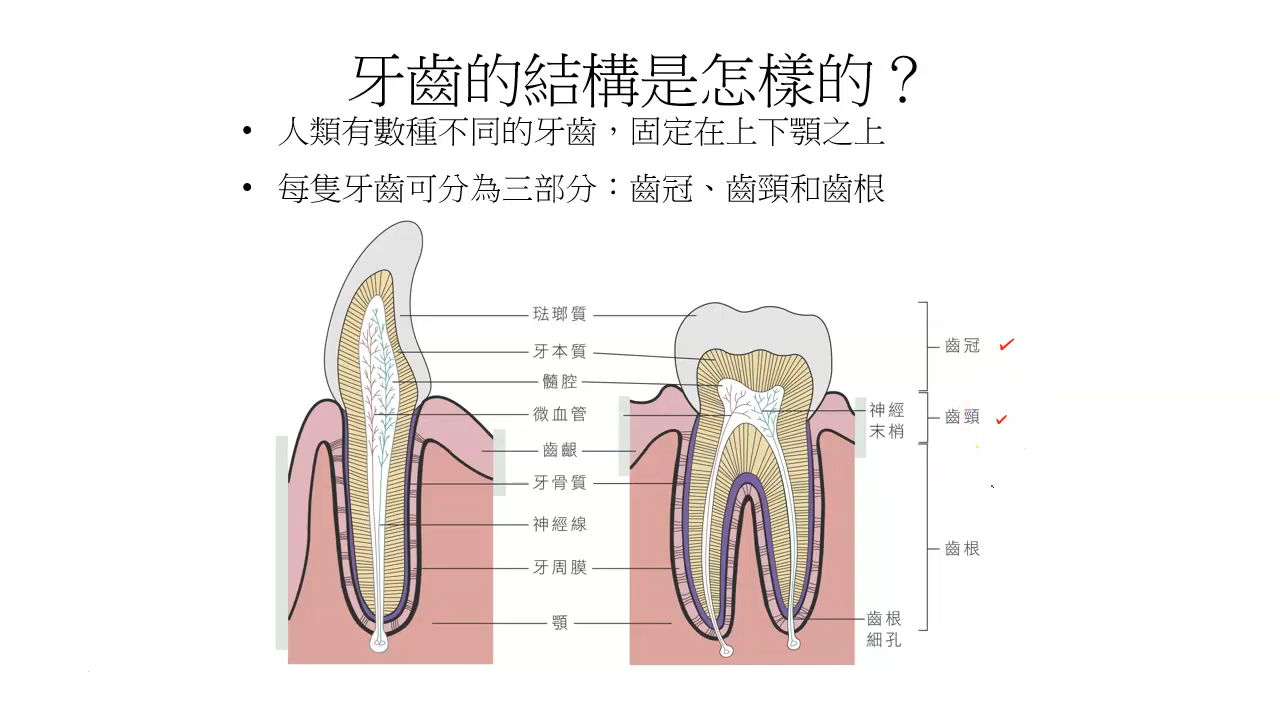 牙齒的結構是怎樣的？
• 人類有數種不同的牙齒，固定在上下顎之上
• 每隻牙齒可分為三部分：齒冠、齒頸和齒根
琺瑯質
牙本質
髓腔
微血管
齒齦
牙骨質
神經線
牙周膜
顎
神經
末梢
齒根
細孔
齒冠
齒頸
齒根